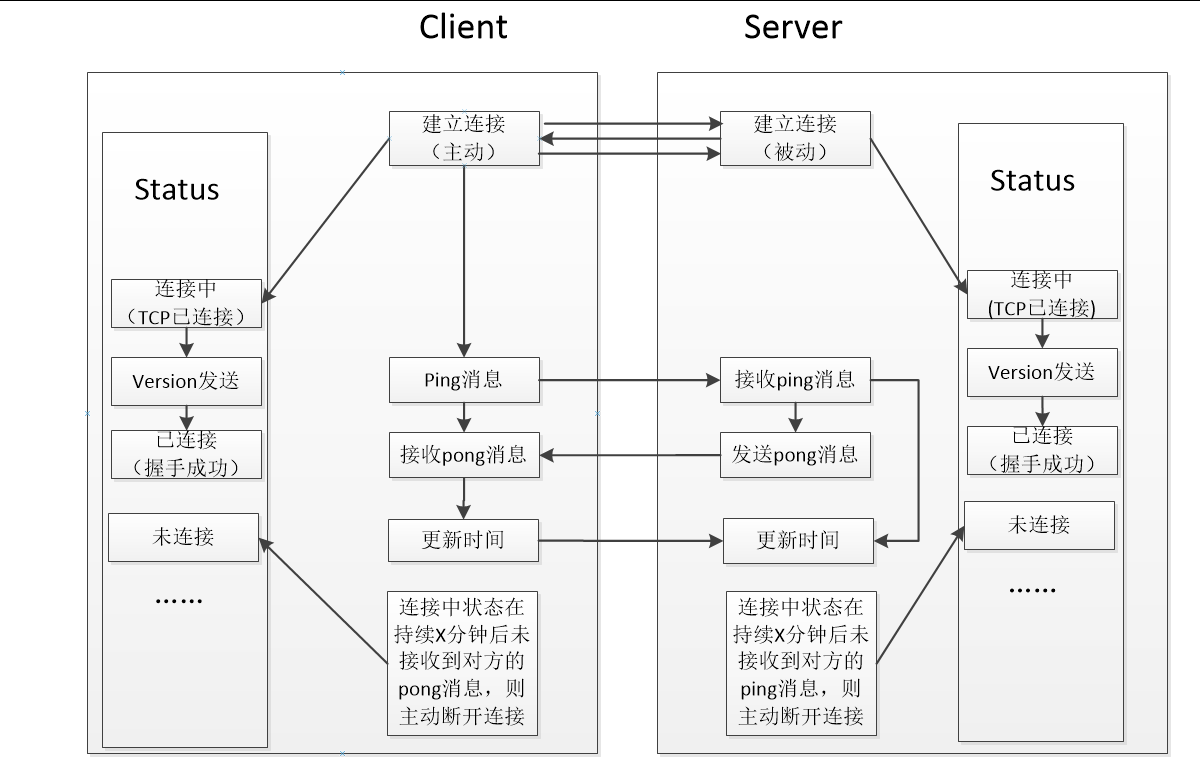 Client
Server
建立连接
（主动）
建立连接
（被动）
Status
Status
连接中
（TCP已连接）
连接中
(TCP已连接)
Version发送
Ping消息
接收ping消息
Version发送
已连接
（握手成功）
接收pong消息
发送pong消息
已连接
（握手成功）
未连接
更新时间
更新时间
未连接
……
……
连接中状态在
持续X分钟后未
接收到对方的
pong消息，则
主动断开连接
连接中状态在
持续X分钟后未
接收到对方的
ping消息，则
主动断开连接